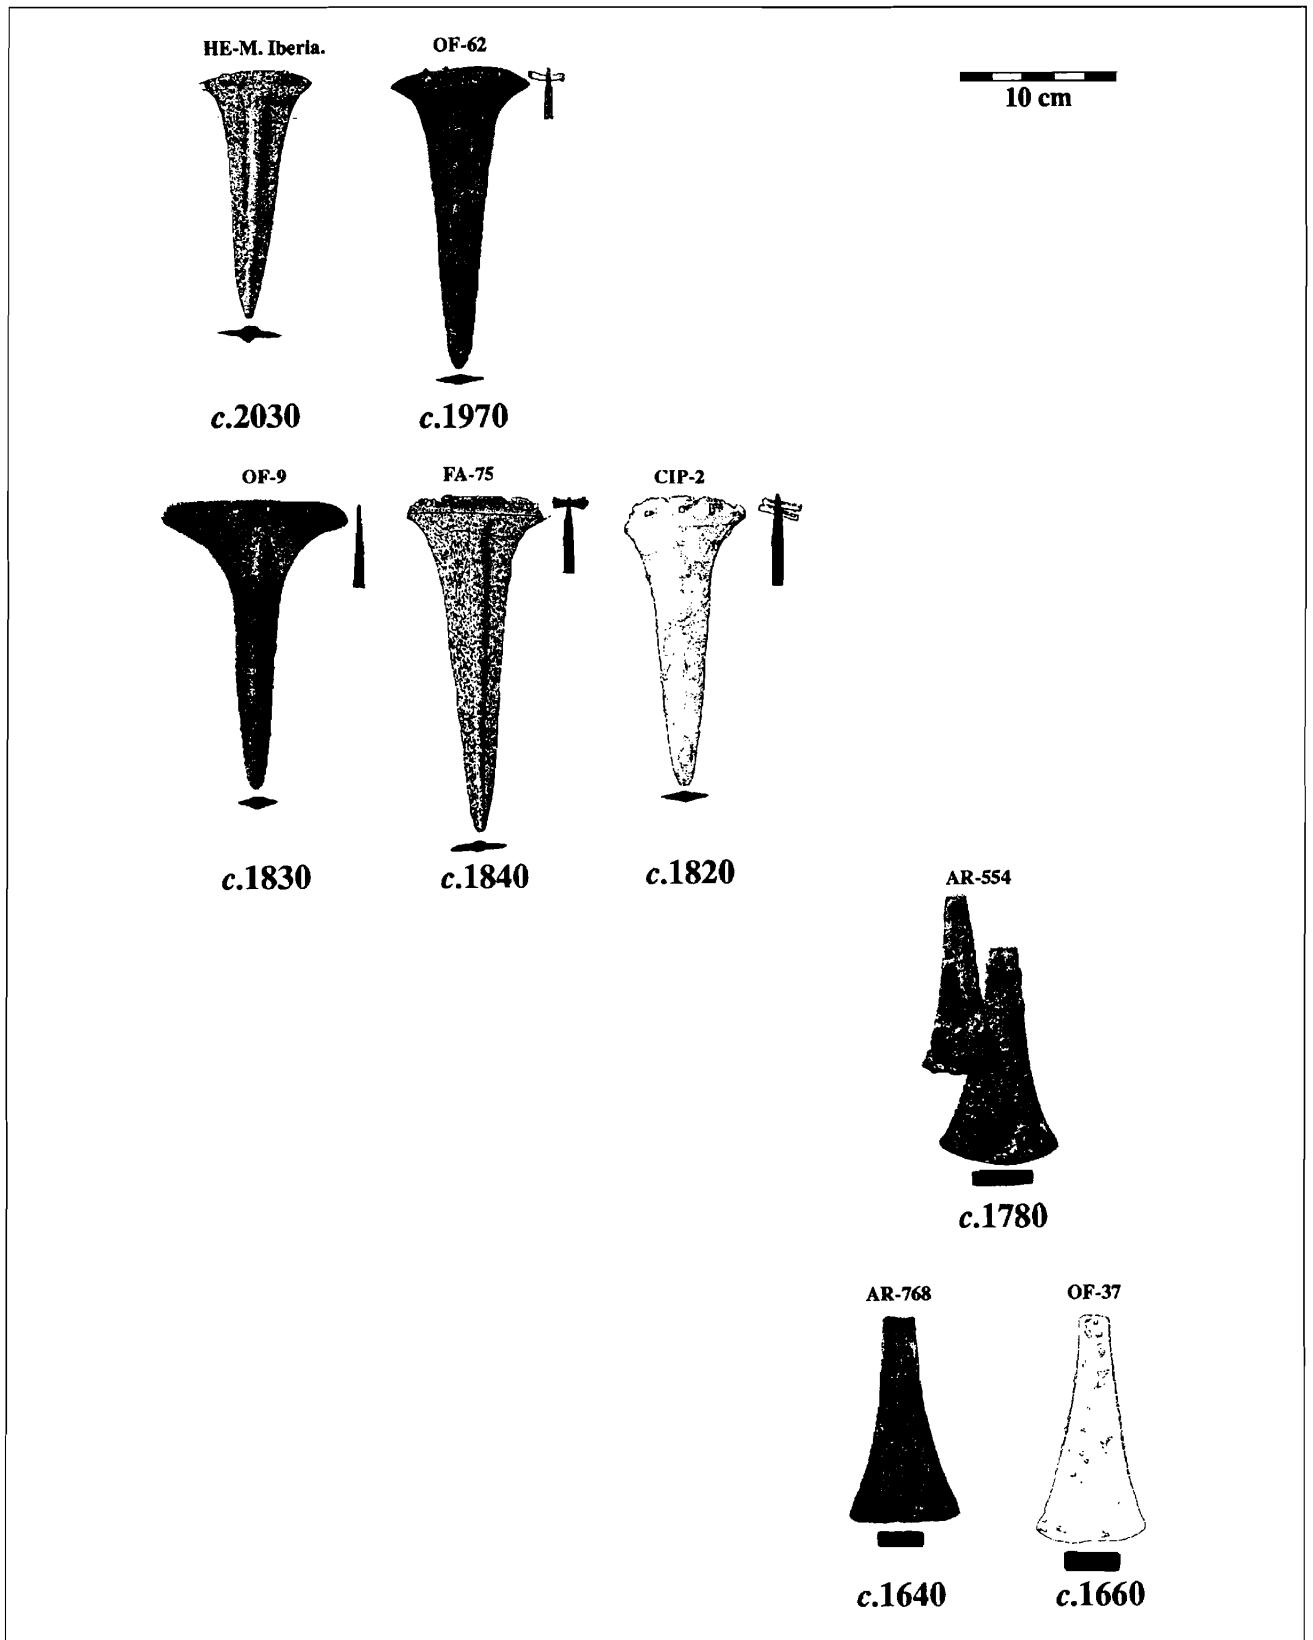 HE-M. Iberia.
OF-62
10 cm
c.2030
c.1970
OF-9
FA-75
CIP-2
c.1830
c.1840
c.1820
AR-554
c.1780
AR-768
OF-37
c.1640
c.1660